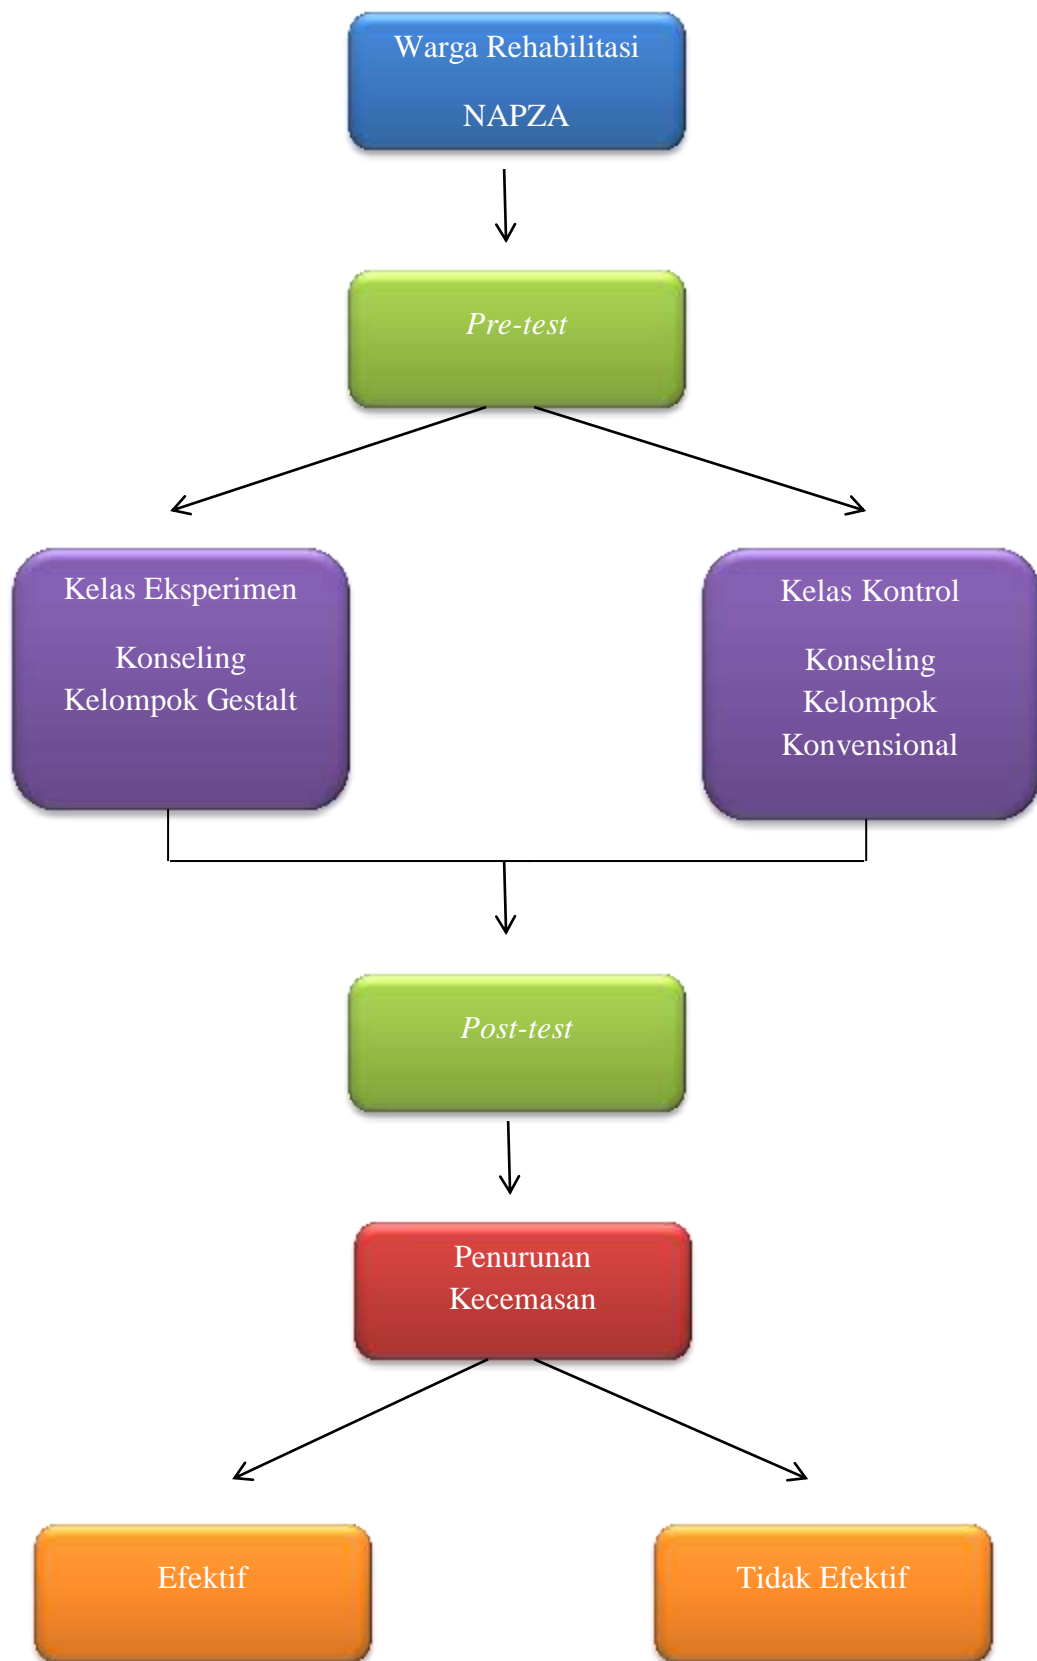 Warga Rehabilitasi
NAPZA
Pre-test
Kelas Eksperimen
Konseling
Kelompok Gestalt
Kelas Kontrol
Konseling
Kelompok
Konvensional
Post-test
Penurunan
Kecemasan
Efektif
Tidak Efektif